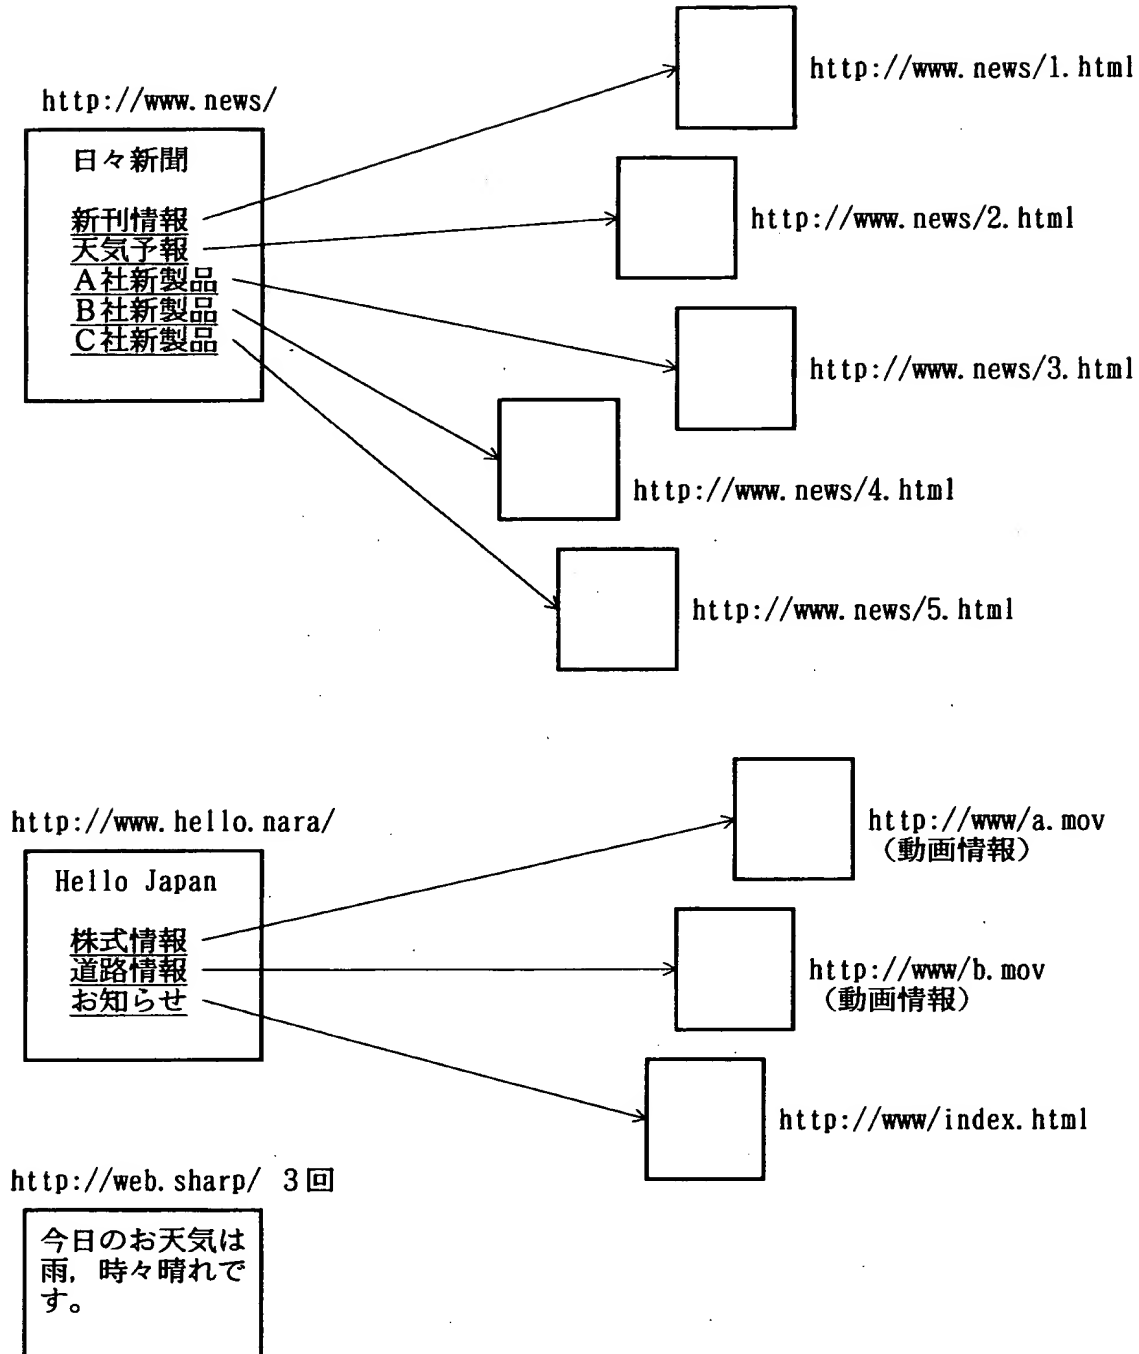 http://www.news/1.html
http://www.news/
日々新聞
新刊情報
天気予報
A社新製品
B社新製品
C社新製品
http://www.news/2.html
http://www.news/3.html
http://www.news/4.html
http://www.news/5.html
http://www.hello.nara/
Hello Japan
株式情報
道路情報
お知らせ
http://www/a.mov
(動画情報)
http://www/b.mov
(動画情報)
http://www/index.html
http://web.sharp/ 3回
今日のお天気は
雨,時々晴れで
す。